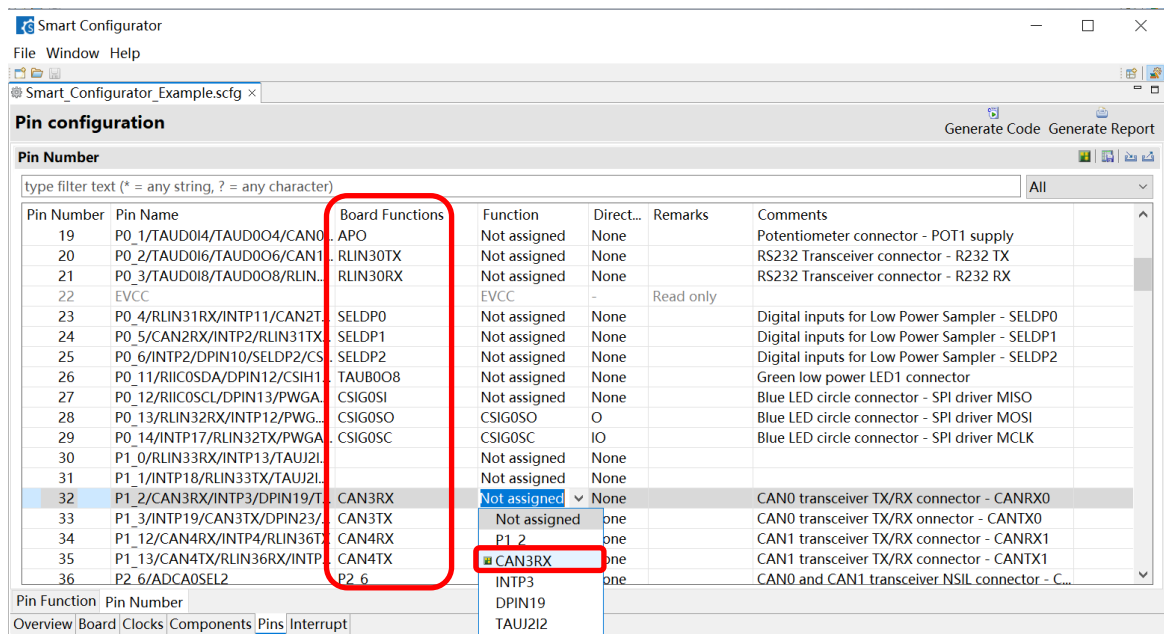 Smart Configurator
File Window Help
Smart_Configurator_Example.scfg
Pin configuration
Generate Code Generate Report
Pin Number
type filter text (* = any string, ? = any character) All
Pin Number Pin Name Board Functions Function Direct... Remarks Comments
19 P0_1/TAUD0I4/TAUD0O4/CAN0... APO Not assigned None Potentiometer connector - POT1 supply
20 P0_2/TAUD0I6/TAUD0O6/CAN1... RLIN30TX Not assigned None RS232 Transceiver connector - R232 TX
21 P0_3/TAUD0I8/TAUD0O8/RLIN... RLIN30RX Not assigned None RS232 Transceiver connector - R232 RX
22 EVCC EVCC - Read only
23 P0_4/RLIN31RX/INTP11/CAN2T... SELDP0 Not assigned None Digital inputs for Low Power Sampler - SELDP0
24 P0_5/CAN2RX/INTP2/RLIN31TX... SELDP1 Not assigned None Digital inputs for Low Power Sampler - SELDP1
25 P0_6/INTP2/DPIN10/SELDP2/CS... SELDP2 Not assigned None Digital inputs for Low Power Sampler - SELDP2
26 P0_11/RIIC0SDA/DPIN12/CSIH1... TAUB0O8 Not assigned None Green low power LED1 connector
27 P0_12/RIIC0SCL/DPIN13/PWGA... CSIG0SI Not assigned None Blue LED circle connector - SPI driver MISO
28 P0_13/RLIN32RX/INTP12/PWG... CSIG0SO CSIG0SO O Blue LED circle connector - SPI driver MOSI
29 P0_14/INTP17/RLIN32TX/PWGA... CSIG0SC CSIG0SC IO Blue LED circle connector - SPI driver MCLK
30 P1_0/RLIN33RX/INTP13/TAUJ2I... Not assigned None
31 P1_1/INTP18/RLIN33TX/TAUJ2I... Not assigned None
32 P1_2/CAN3RX/INTP3/DPIN19/T... CAN3RX Not assigned None CAN0 transceiver TX/RX connector - CANRX0
33 P1_3/INTP19/CAN3TX/DPIN23/... CAN3TX Not assigned one CAN0 transceiver TX/RX onnector - CANTX0
34 P1_12/CAN4RX/INTP4/RLIN36TX CAN4RX P1_2 one CAN1 transceiver TX/RX connector - CANRX1
35 P1_13/CAN4TX/RLIN36RX/INTP... CAN4TX CAN3RX one CAN1 transceiver TX/RX connector - CANTX1
36 P2_6/ADCA0SEL2 P2_6 INTP3 one CAN0 and CAN1 transceiver NSIL connector - C...
Pin Function Pin Number DPIN19
Overview Board Clocks Components Pins Interrupt TAUJ2I2